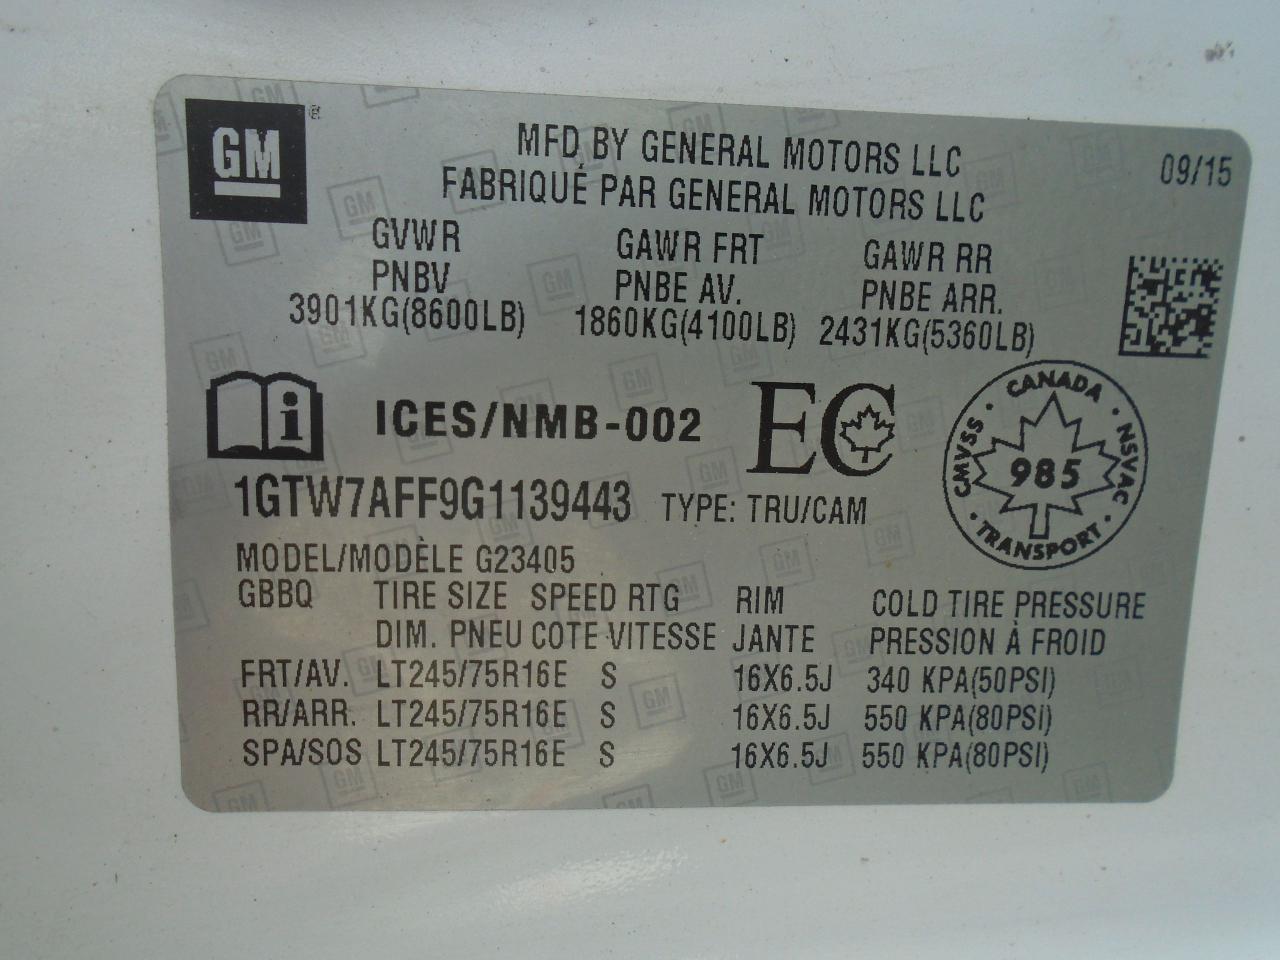 GM
MFD BY GENERAL MOTORS LLC
FABRIQUÉ PAR GENERAL MOTORS LLC
09/15
GVWR GAWR FRT GAWR RR
PNBV PNBE AV. PNBE ARR.
3901KG(8600LB) 1860KG(4100LB) 2431KG(5360LB)
i ICES/NMB-002 EC
CANADA
CMVSS · NSVAC
985
TRANSPORT
1GTW7AFF9G1139443 TYPE: TRU/CAM
MODEL/MODÈLE G23405
GBBQ TIRE SIZE SPEED RTG RIM COLD TIRE PRESSURE
DIM. PNEU COTE VITESSE JANTE PRESSION À FROID
FRT/AV. LT245/75R16E S 16X6.5J 340 KPA(50PSI)
RR/ARR. LT245/75R16E S 16X6.5J 550 KPA(80PSI)
SPA/SOS LT245/75R16E S 16X6.5J 550 KPA(80PSI)